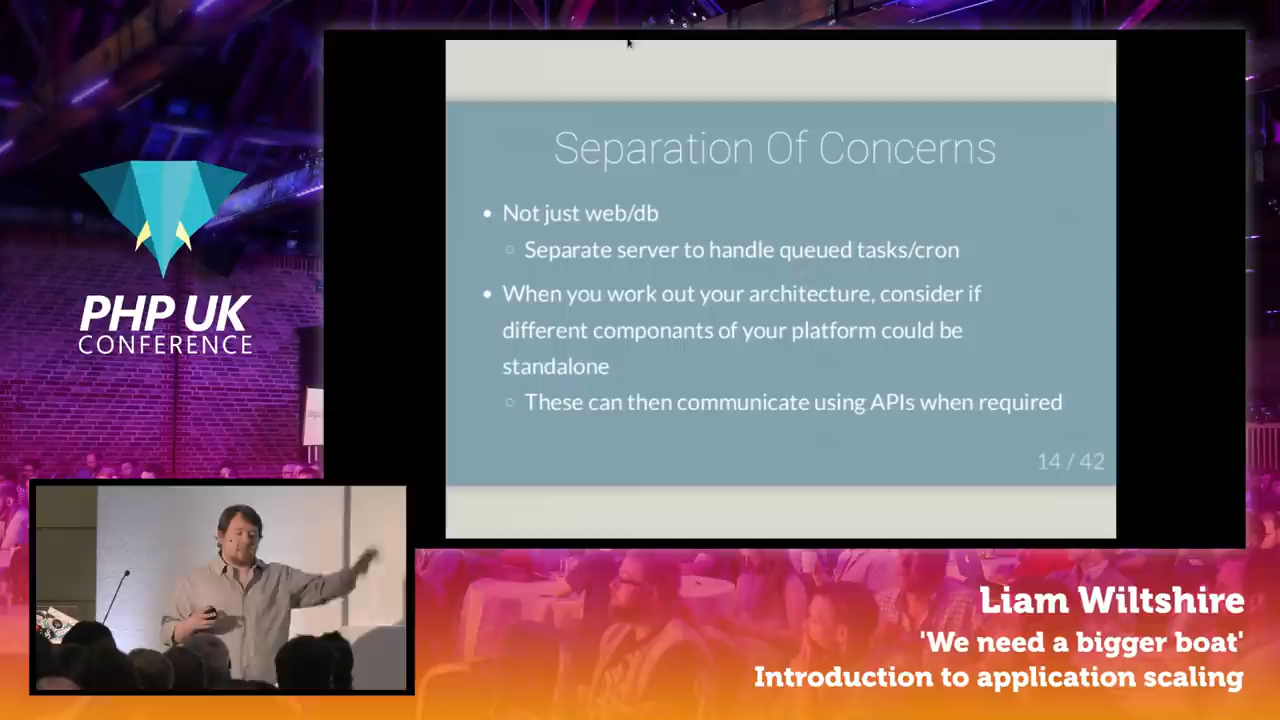 PHP UK
CONFERENCE
Separation Of Concerns
Not just web/db
Separate server to handle queued tasks/cron
When you work out your architecture, consider if
different componants of your platform could be
standalone
These can then communicate using APIs when required
14 / 42
Liam Wiltshire
'We need a bigger boat'
Introduction to application scaling